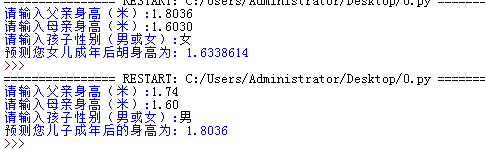 ================ RESTART: C:/Users/Administrator/Desktop/0.py =======
请输入父亲身高（米）:1.8036
请输入母亲身高（米）:1.6030
请输入孩子性别（男或女）:女
预测您女儿成年后胡身高为: 1.6338614
>>>
================ RESTART: C:/Users/Administrator/Desktop/0.py =======
请输入父亲身高（米）:1.74
请输入母亲身高（米）:1.60
请输入孩子性别（男或女）:男
预测您儿子成年后的身高为: 1.8036
>>>